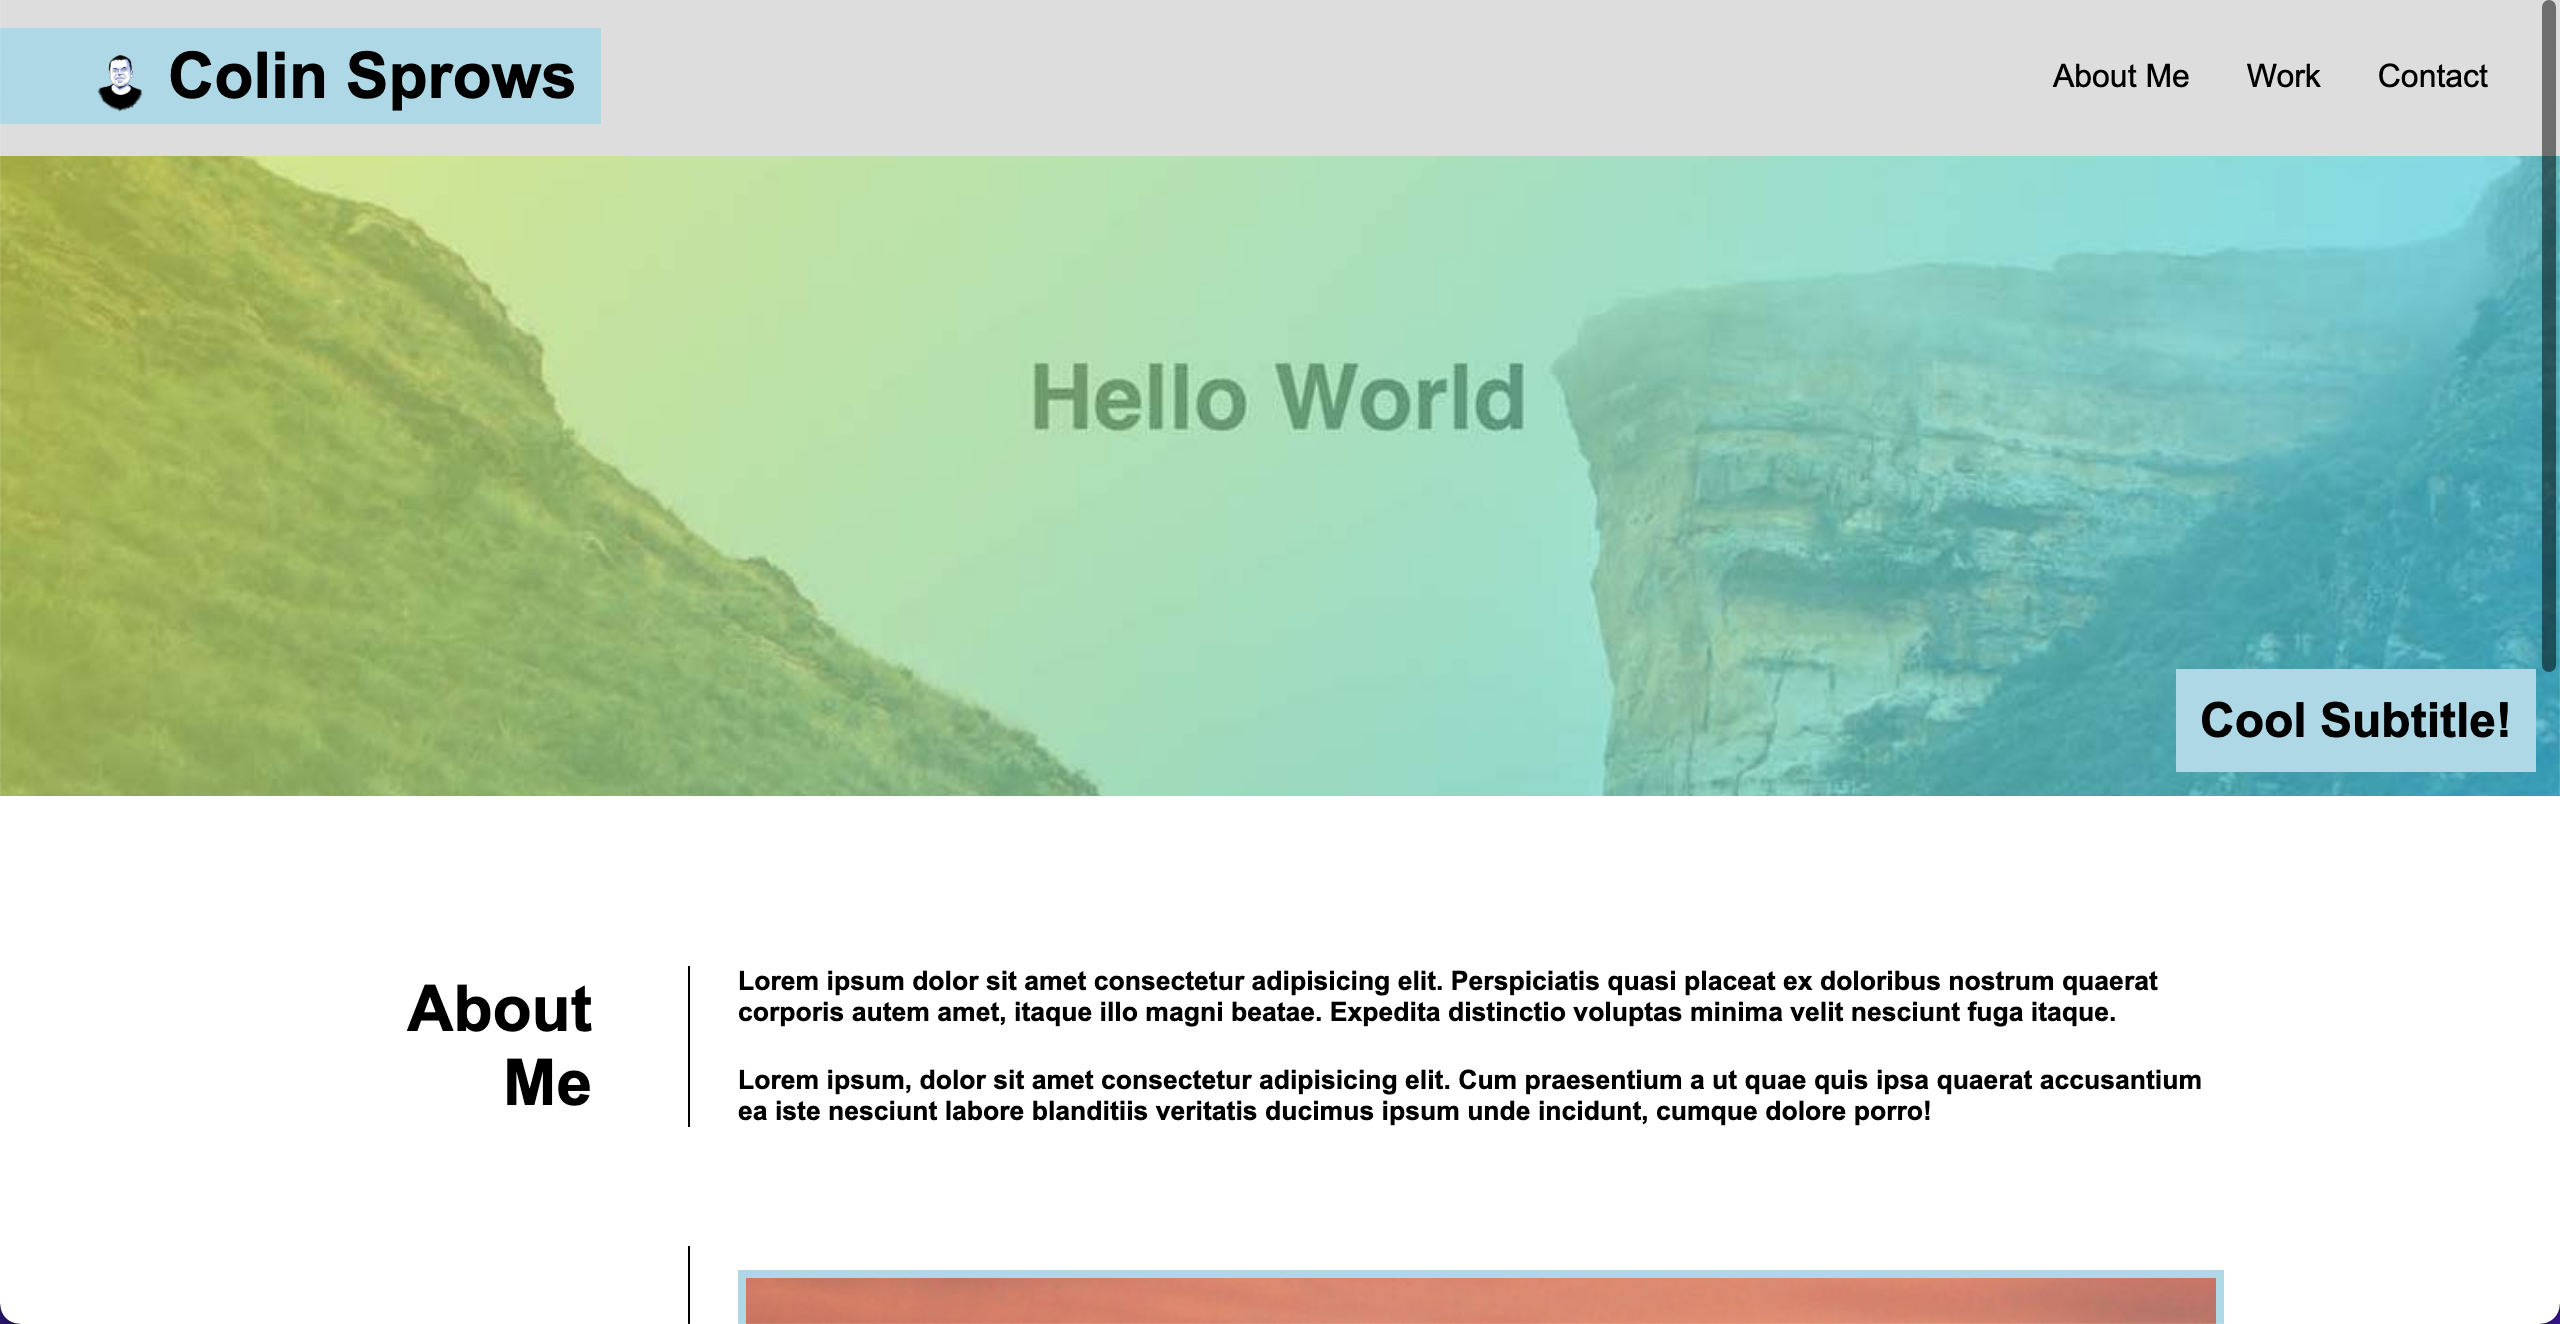 Colin Sprows
About Me
Work
Contact
Hello World
Cool Subtitle!
About
Me
Lorem ipsum dolor sit amet consectetur adipisicing elit. Perspiciatis quasi placeat ex doloribus nostrum quaerat
corporis autem amet, itaque illo magni beatae. Expedita distinctio voluptas minima velit nesciunt fuga itaque.
Lorem ipsum, dolor sit amet consectetur adipisicing elit. Cum praesentium a ut quae quis ipsa quaerat accusantium
ea iste nesciunt labore blanditiis veritatis ducimus ipsum unde incidunt, cumque dolore porro!